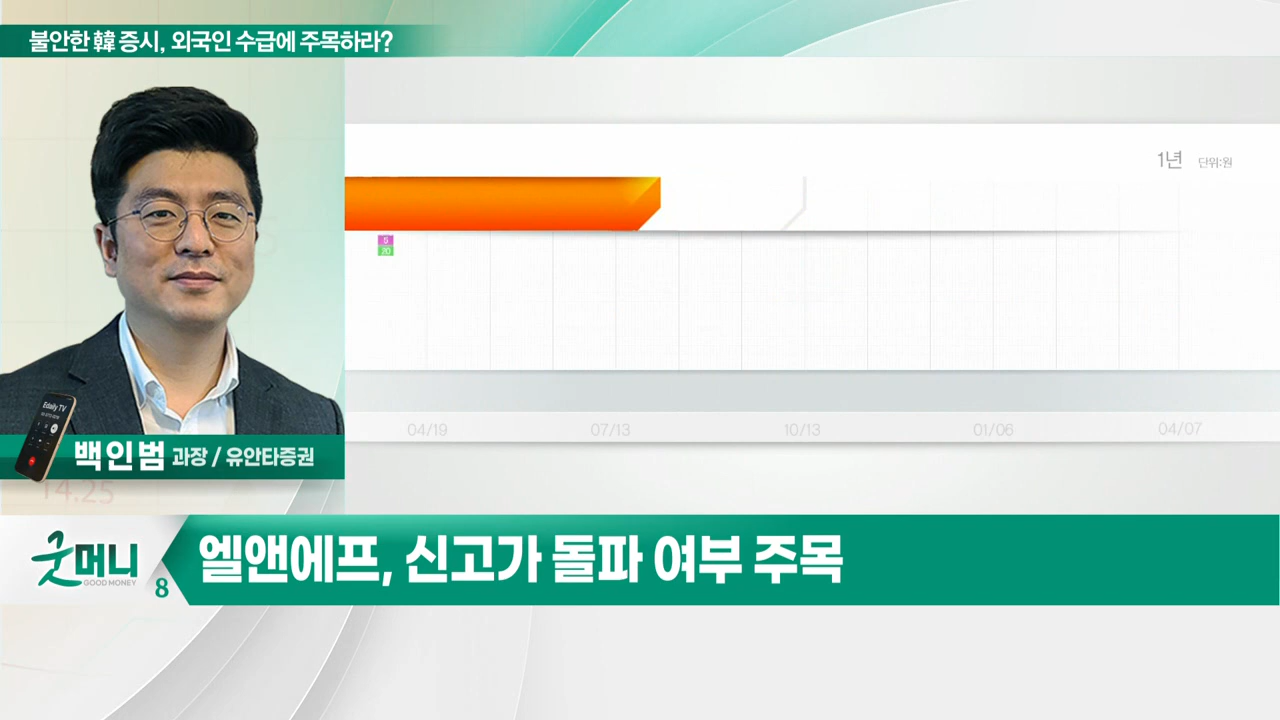 불안한 韓 증시, 외국인 수급에 주목하라?
1년 단위:원
5
20
04/19 07/13 10/13 01/06 04/07
Edaily TV
백인범 과장 / 유안타증권
14.25
굿머니
GOOD MONEY
8
엘앤에프, 신고가 돌파 여부 주목